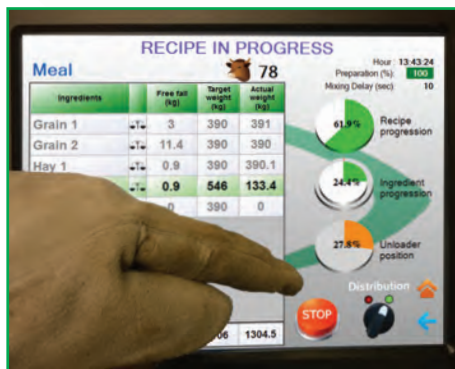 RECIPE IN PROGRESS
Meal
78
Hour : 13:43:24
Preparation (%): 100
Mixing Delay (sec): 10
Ingredients Free fall (kg) Target weight (kg) Actual weight (kg)
Grain 1 3 390 391
Grain 2 11.4 390 390
Hay 1 0.9 390 390.1
0.9 546 133.4
0 390 0
1304.5
61.9% Recipe progression
24.4% Ingredient progression
27.8% Unloader position
Distribution
STOP